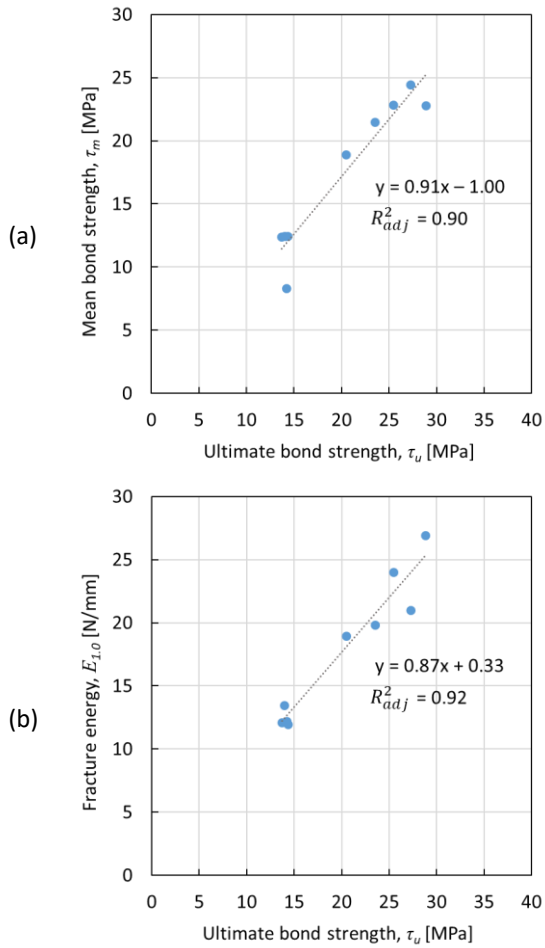 (a)
Mean bond strength, τm [MPa]
30
25
20
15
10
5
0
y = 0.91x – 1.00
R²adj = 0.90
0 5 10 15 20 25 30 35 40
Ultimate bond strength, τu [MPa]
(b)
Fracture energy, E1.0 [N/mm]
30
25
20
15
10
5
0
y = 0.87x + 0.33
R²adj = 0.92
0 5 10 15 20 25 30 35 40
Ultimate bond strength, τu [MPa]